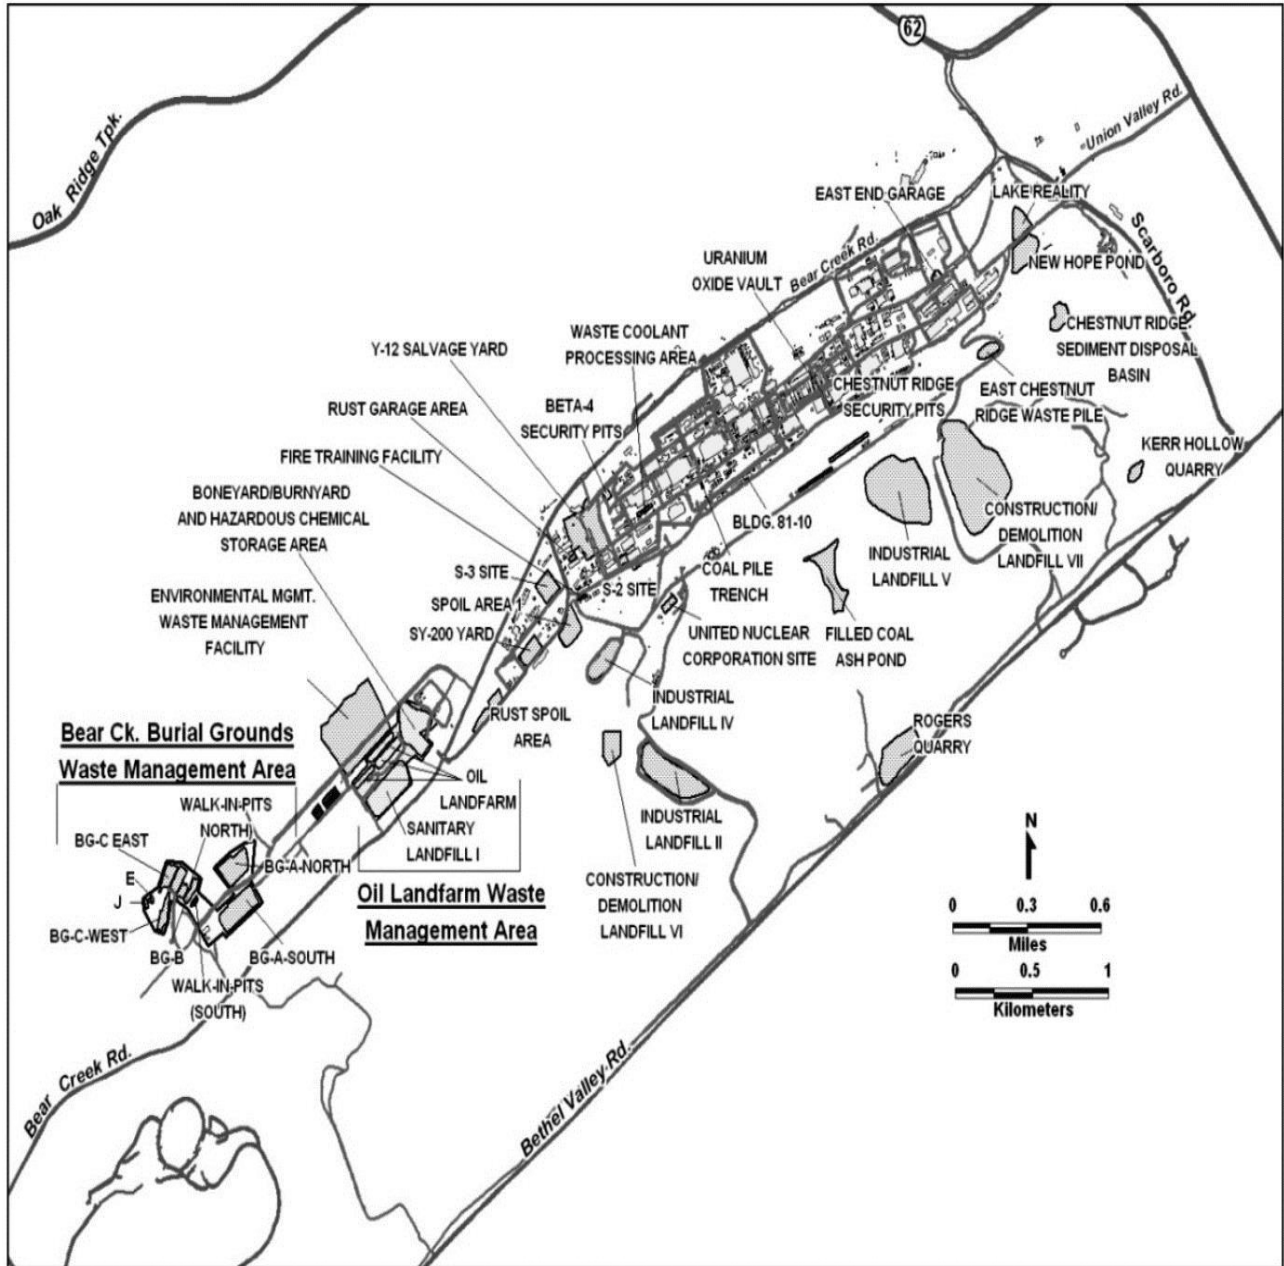 62
Oak Ridge Tpk.
Union Valley Rd.
EAST END GARAGE
LAKE REALITY
Scarboro Rd.
Bear Creek Rd.
NEW HOPE POND
URANIUM
OXIDE VAULT
CHESTNUT RIDGE
SEDIMENT DISPOSAL
BASIN
WASTE COOLANT
PROCESSING AREA
Y-12 SALVAGE YARD
CHESTNUT RIDGE
SECURITY PITS
EAST CHESTNUT
RIDGE WASTE PILE
RUST GARAGE AREA
BETA-4
SECURITY PITS
KERR HOLLOW
QUARRY
FIRE TRAINING FACILITY
BONEYARD/BURNYARD
AND HAZARDOUS CHEMICAL
STORAGE AREA
BLDG. 81-10
CONSTRUCTION/
DEMOLITION
LANDFILL VII
INDUSTRIAL
LANDFILL V
S-3 SITE
COAL PILE
TRENCH
S-2 SITE
ENVIRONMENTAL MGMT.
WASTE MANAGEMENT
FACILITY
SPOIL AREA 1
SY-200 YARD
UNITED NUCLEAR
CORPORATION SITE
FILLED COAL
ASH POND
INDUSTRIAL
LANDFILL IV
RUST SPOIL
AREA
ROGERS
QUARRY
Bear Ck. Burial Grounds
Waste Management Area
OIL
LANDFARM
WALK-IN-PITS
NORTH)
SANITARY
LANDFILL I
INDUSTRIAL
LANDFILL II
BG-C EAST
BG-A-NORTH
E
J
Oil Landfarm Waste
Management Area
CONSTRUCTION/
DEMOLITION
LANDFILL VI
BG-C-WEST
BG-B
BG-A-SOUTH
WALK-IN-PITS
(SOUTH)
N
0 0.3 0.6
Miles
0 0.5 1
Kilometers
Bear Creek Rd.
Bethel Valley Rd.